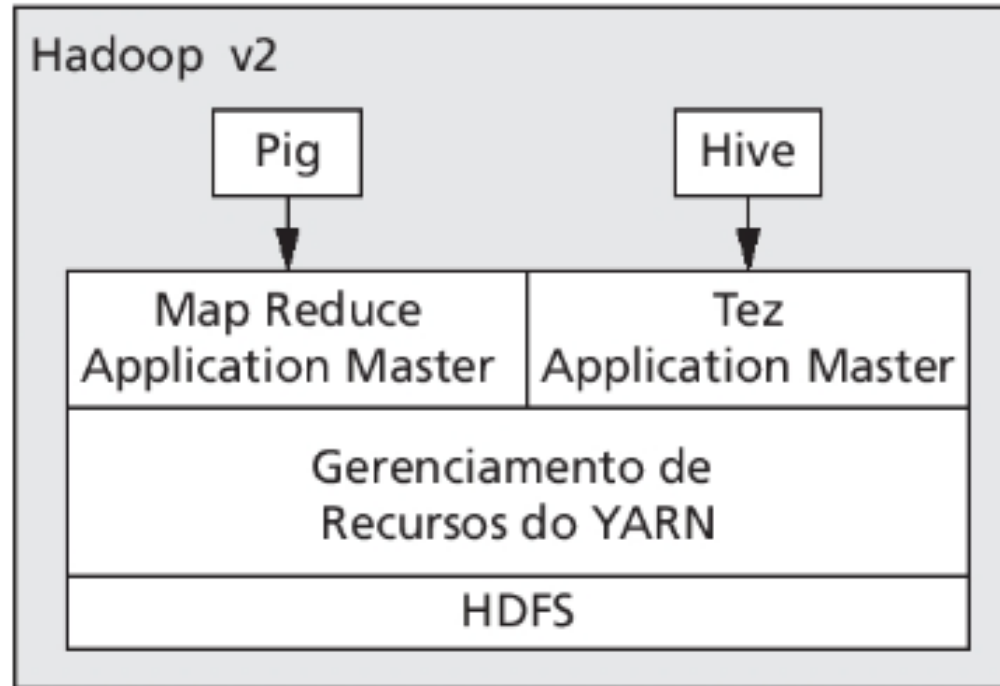 Hadoop v2
Pig
Hive
Map Reduce
Application Master
Tez
Application Master
Gerenciamento de
Recursos do YARN
HDFS